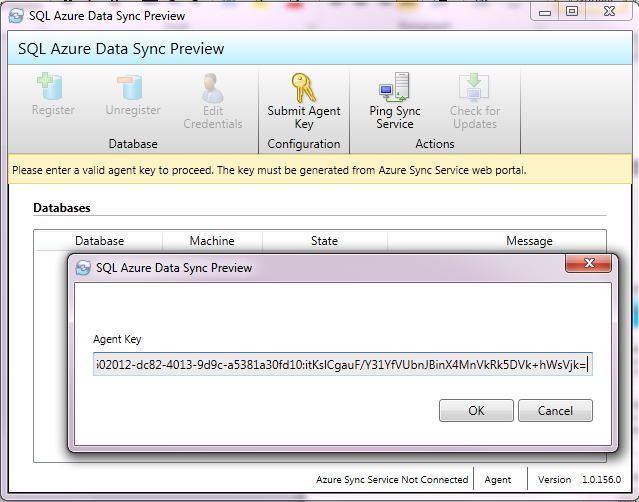 SQL Azure Data Sync Preview
SQL Azure Data Sync Preview
Register
Unregister
Edit
Credentials
Submit Agent
Key
Ping Sync
Service
Check for
Updates
Database
Configuration
Actions
Please enter a valid agent key to proceed. The key must be generated from Azure Sync Service web portal.
Databases
Database Machine State Message
SQL Azure Data Sync Preview
Agent Key
02012-dc82-4013-9d9c-a5381a30fd10:itKslCgauF/Y31YfVUbnJBinX4MnVkRk5DVk+hWsVjk=
OK Cancel
Azure Sync Service Not Connected Agent Version 1.0.156.0